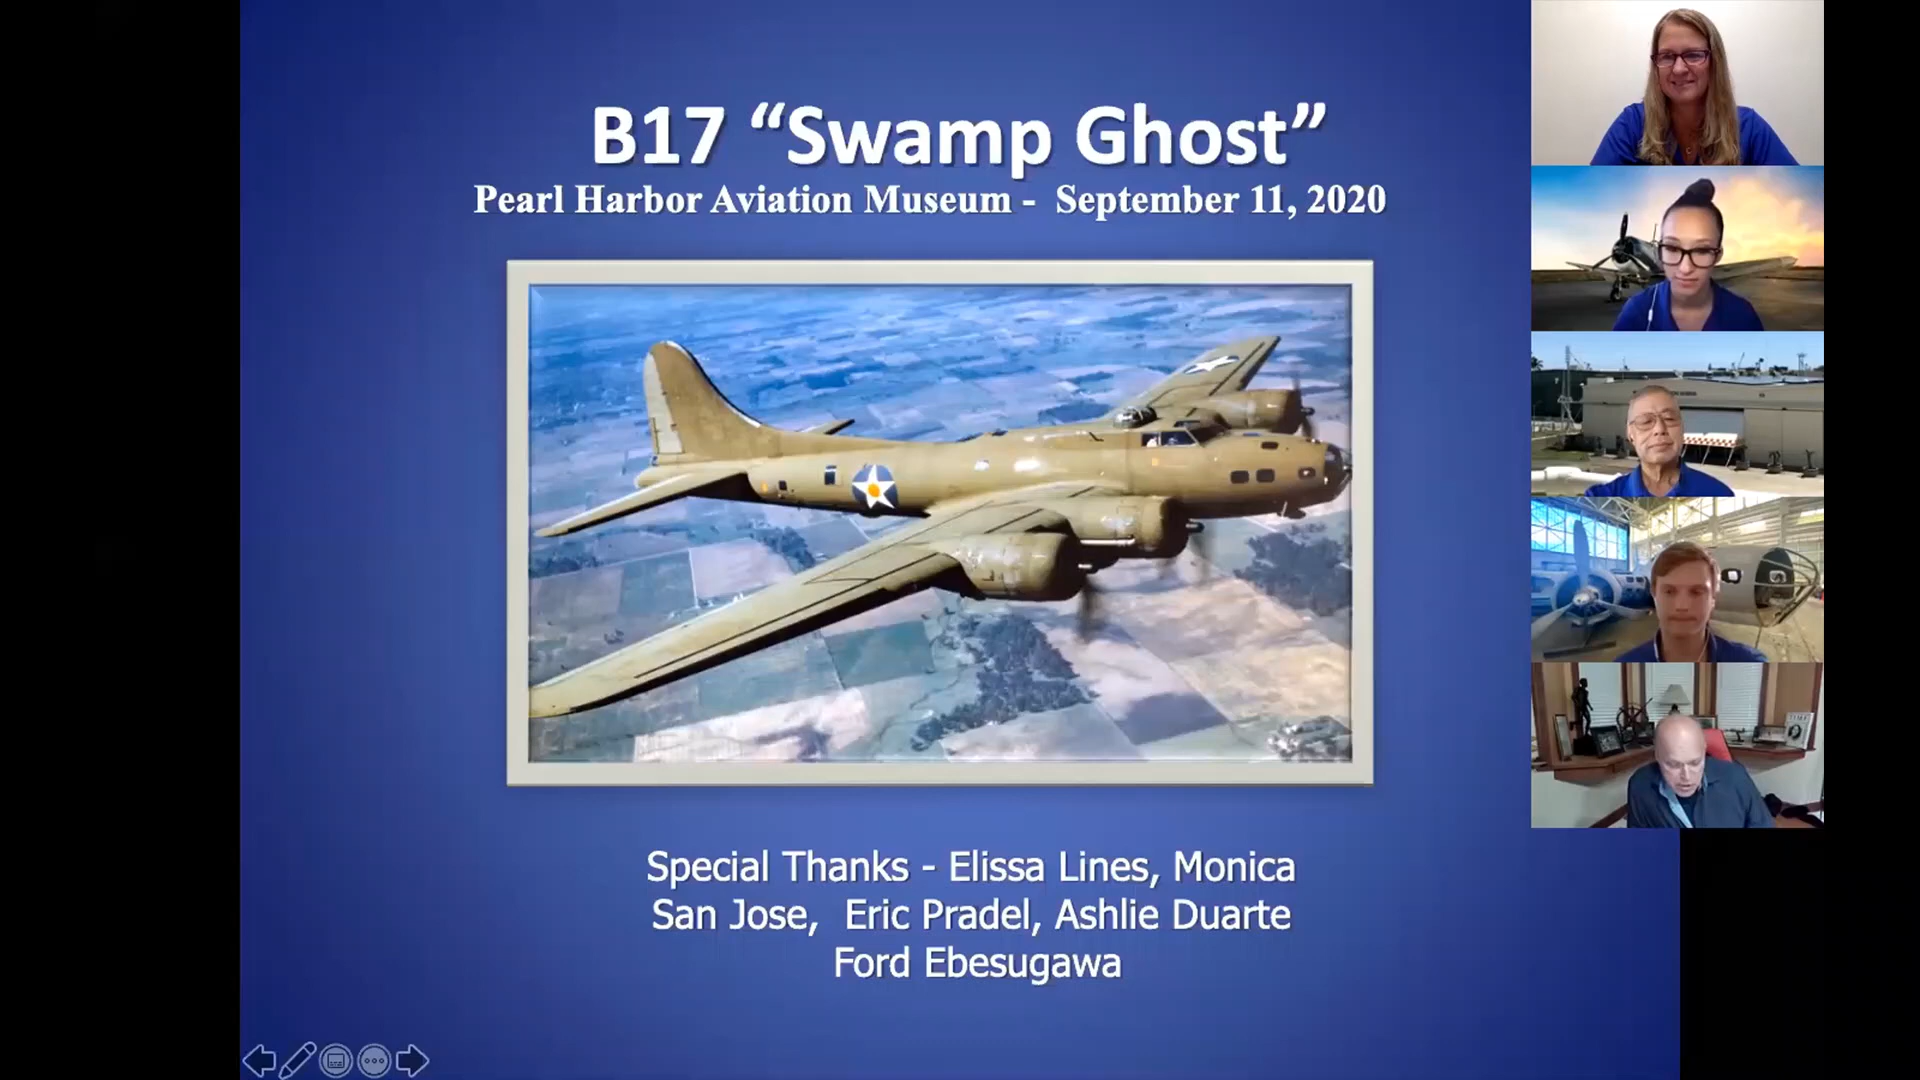 B17 “Swamp Ghost”
Pearl Harbor Aviation Museum - September 11, 2020
Special Thanks - Elissa Lines, Monica
San Jose, Eric Pradel, Ashlie Duarte
Ford Ebesugawa